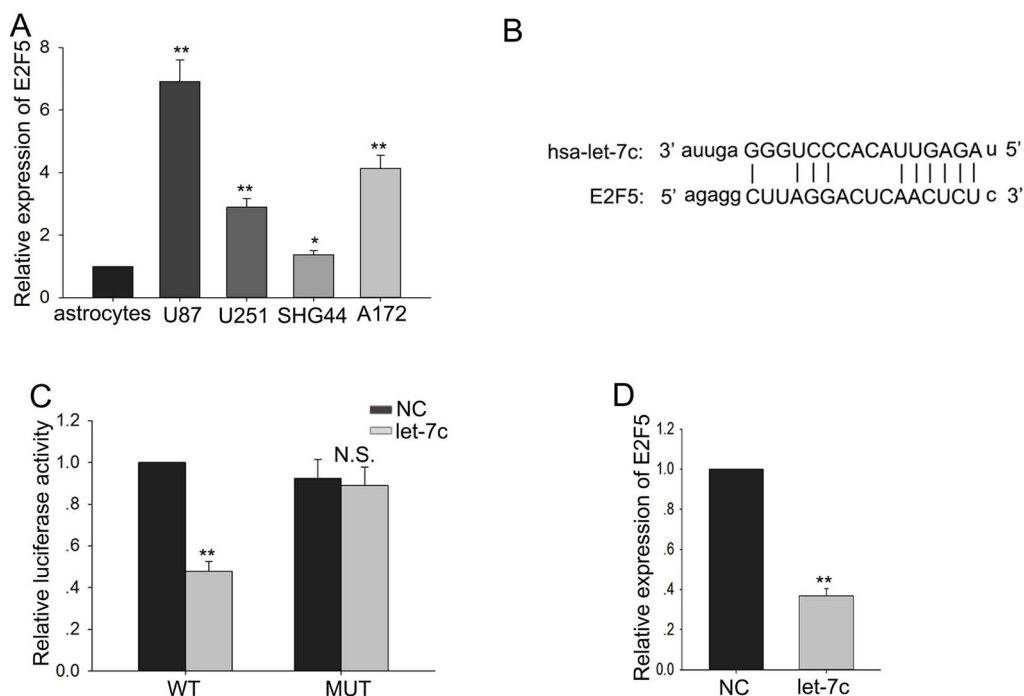 A
Relative expression of E2F5
8
6
4
2
0
**
**
*
**
astrocytes U87 U251 SHG44 A172
B
hsa-let-7c: 3’ auuga GGGUCCCACAUUGAGA u 5’
E2F5: 5’ agagg CUUAGGACUCAACUCU c 3’
C
Relative luciferase activity
1.2
1.0
.8
.6
.4
.2
0.0
NC
let-7c
**
N.S.
WT MUT
D
Relative expression of E2F5
1.2
1.0
.8
.6
.4
.2
0.0
**
NC let-7c